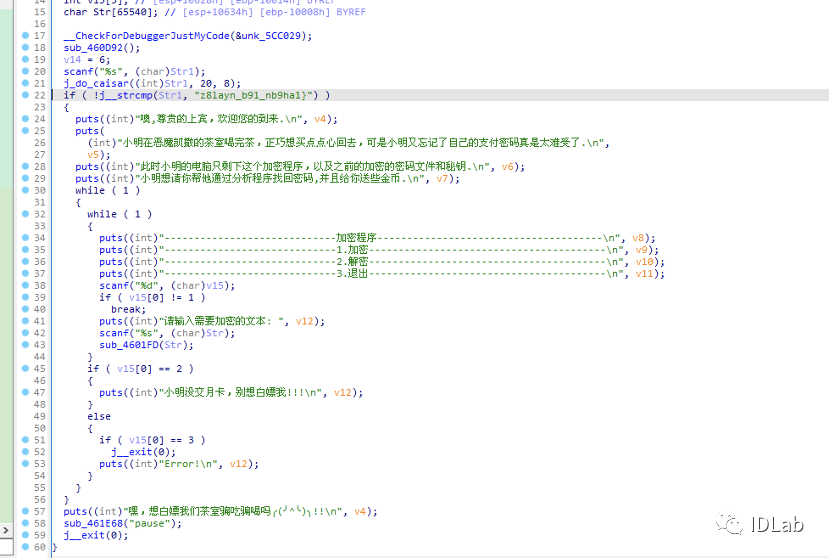 15 char Str[65540]; // [esp+10634h] [ebp-10008h] BYREF
16
17 __CheckForDebuggerJustMyCode(&unk_5CC029);
18 sub_460D92();
19 v14 = 6;
20 scanf("%s", (char)Str1);
21 j_do_caisar((int)Str1, 20, 8);
22 if ( !j__strcmp(Str1, "z8layn_b9l_nb9ha1}") )
23 {
24 puts((int)"噢,尊贵的上宾，欢迎您的到来.\n", v4);
25 puts(
26 (int)"小明在恶魔凯撒的茶室喝完茶，正巧想买点点心回去，可是小明又忘记了自己的支付密码真是太难受了.\n",
27 v5);
28 puts((int)"此时小明的电脑只剩下这个加密程序，以及之前的加密的密码文件和秘钥.\n", v6);
29 puts((int)"小明想请你帮他通过分析程序找回密码,并且给你送些金币.\n", v7);
30 while ( 1 )
31 {
32 while ( 1 )
33 {
34 puts((int)"---------------------------加密程序------------------------------------\n", v8);
35 puts((int)"---------------------------1.加密--------------------------------------\n", v9);
36 puts((int)"---------------------------2.解密--------------------------------------\n", v10);
37 puts((int)"---------------------------3.退出--------------------------------------\n", v11);
38 scanf("%d", (char)v15);
39 if ( v15[0] != 1 )
40 break;
41 puts((int)"请输入需要加密的文本: ", v12);
42 scanf("%s", (char)Str);
43 sub_4601FD(Str);
44 }
45 if ( v15[0] == 2 )
46 {
47 puts((int)"小明没交月卡，别想白嫖我!!!\n", v12);
48 }
49 else
50 {
51 if ( v15[0] == 3 )
52 j__exit(0);
53 puts((int)"Error!\n", v12);
54 }
55 }
56 }
57 puts((int)"嘿，想白嫖我们茶室骗吃骗喝吗╭(╯^╰)╮!!\n", v4);
58 sub_461E68("pause");
59 j__exit(0);
60 }
IDLab